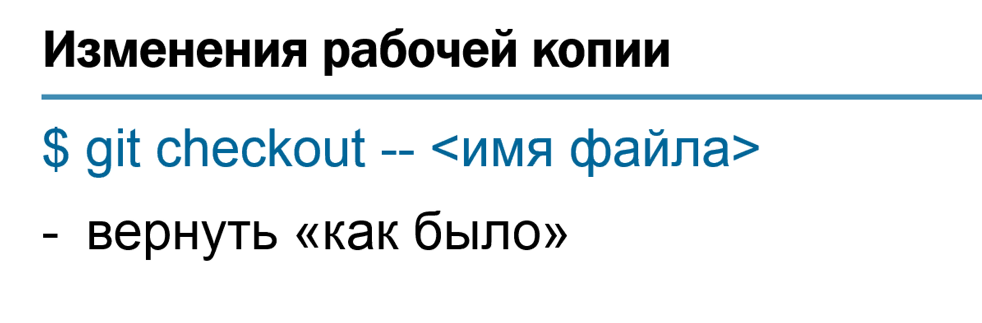 Изменения рабочей копии
$ git checkout -- <имя файла>
- вернуть «как было»